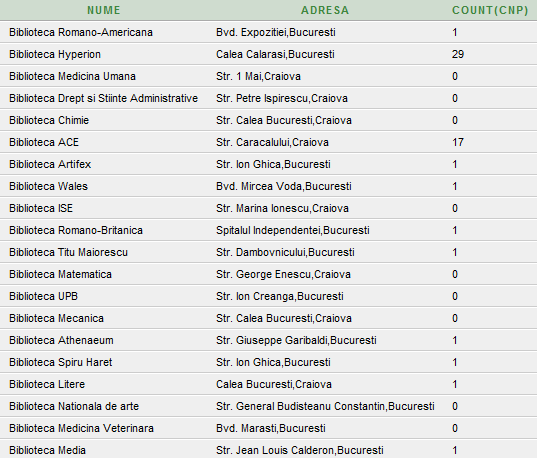 NUME ADRESA COUNT(CNP)
Biblioteca Romano-Americana Bvd. Expozitiei,Bucuresti 1
Biblioteca Hyperion Calea Calarasi,Bucuresti 29
Biblioteca Medicina Umana Str. 1 Mai,Craiova 0
Biblioteca Drept si Stiinte Administrative Str. Petre Ispirescu,Craiova 0
Biblioteca Chimie Str. Calea Bucuresti,Craiova 0
Biblioteca ACE Str. Caracalului,Craiova 17
Biblioteca Artifex Str. Ion Ghica,Bucuresti 1
Biblioteca Wales Bvd. Mircea Voda,Bucuresti 1
Biblioteca ISE Str. Marina Ionescu,Craiova 0
Biblioteca Romano-Britanica Spitalul Independentei,Bucuresti 1
Biblioteca Titu Maiorescu Str. Dambovnicului,Bucuresti 1
Biblioteca Matematica Str. George Enescu,Craiova 0
Biblioteca UPB Str. Ion Creanga,Bucuresti 0
Biblioteca Mecanica Str. Calea Bucuresti,Craiova 0
Biblioteca Athenaeum Str. Giuseppe Garibaldi,Bucuresti 1
Biblioteca Spiru Haret Str. Ion Ghica,Bucuresti 1
Biblioteca Litere Calea Bucuresti,Craiova 1
Biblioteca Nationala de arte Str. General Budisteanu Constantin,Bucuresti 0
Biblioteca Medicina Veterinara Bvd. Marasti,Bucuresti 0
Biblioteca Media Str. Jean Louis Calderon,Bucuresti 1